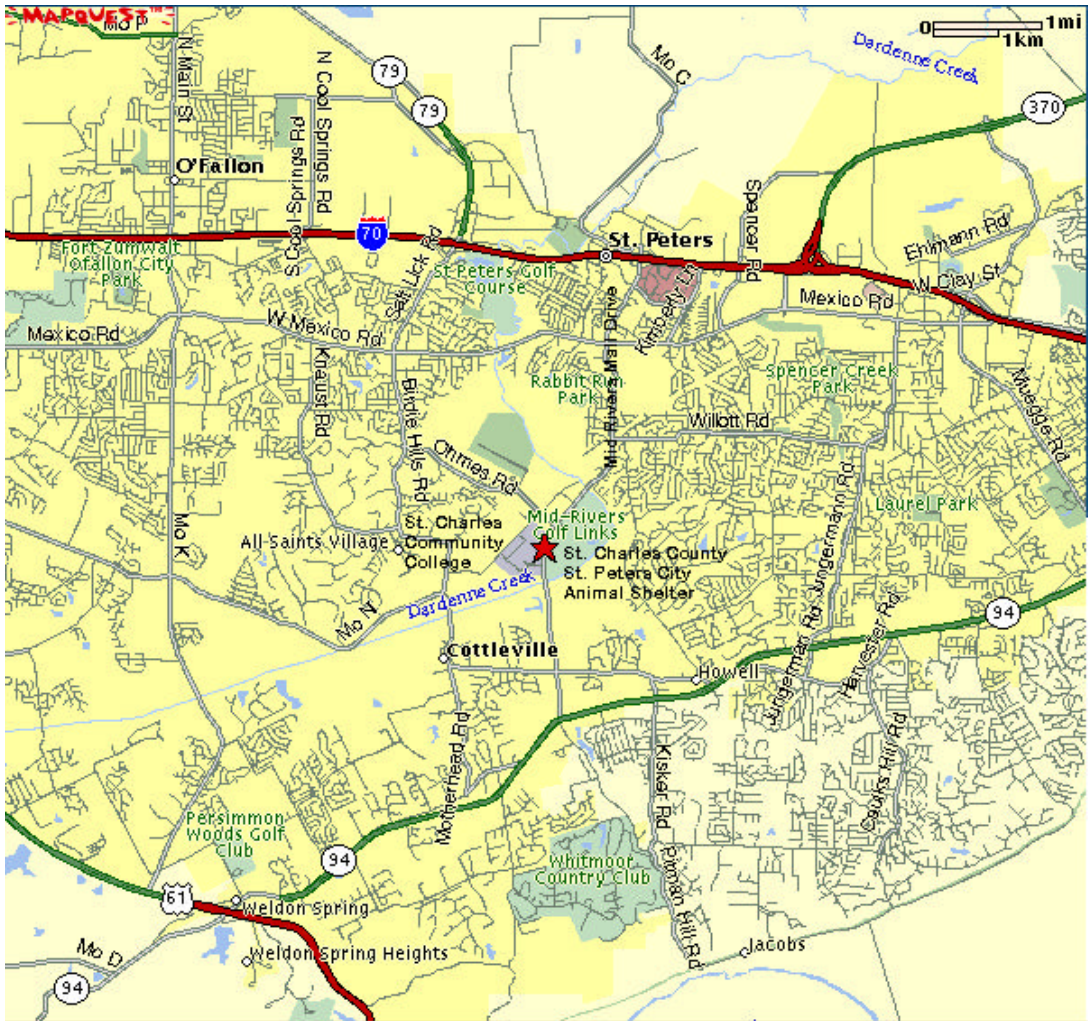 MAPQUEST™
Mo P
0 1mi
1km
Dardenne Creek
N Main St
N Cool Springs Rd
79
79
Mo C
370
O'Fallon
S Cool Springs Rd
70
Salt Lick Rd
St. Peters
Spencer Rd
Ehlmann Rd
Fort Zumwalt
Ofallon City
Park
St Peters Golf
Course
Kimberly Ln
W Clay St
Mexico Rd
Mexico Rd
W Mexico Rd
Mid Rivers Mall Drive
Knaust Rd
Birdie Hills Rd
Rabbit Run
Park
Spencer Creek
Park
Muegge Rd
Willott Rd
Ohmes Rd
Jungermann Rd
Laurel Park
Mo K
All Saints Village
St. Charles
Community
College
Mid-Rivers
Golf Links
St. Charles County
St. Peters City
Animal Shelter
Dardenne Creek
Mo N
Jungerman Rd
Harvester Rd
94
Cottleville
Howell
Motherhead Rd
Kisker Rd
Caulks Hill Rd
Persimmon
Woods Golf
Club
94
Whitmoor
Country Club
Pitman Hill Rd
61
Weldon Spring
Mo D
Weldon Spring Heights
Jacobs
94